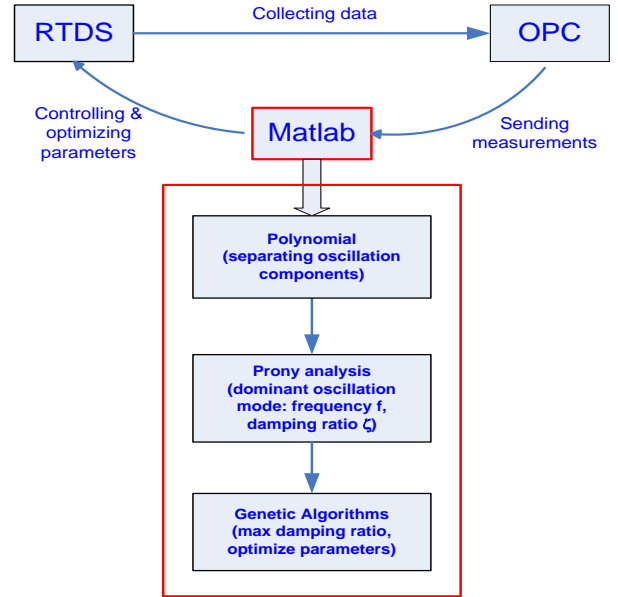 Collecting data
RTDS
OPC
Controlling &
optimizing
parameters
Matlab
Sending
measurements
Polynomial
(separating oscillation
components)
Prony analysis
(dominant oscillation
mode: frequency f,
damping ratio ζ)
Genetic Algorithms
(max damping ratio,
optimize parameters)